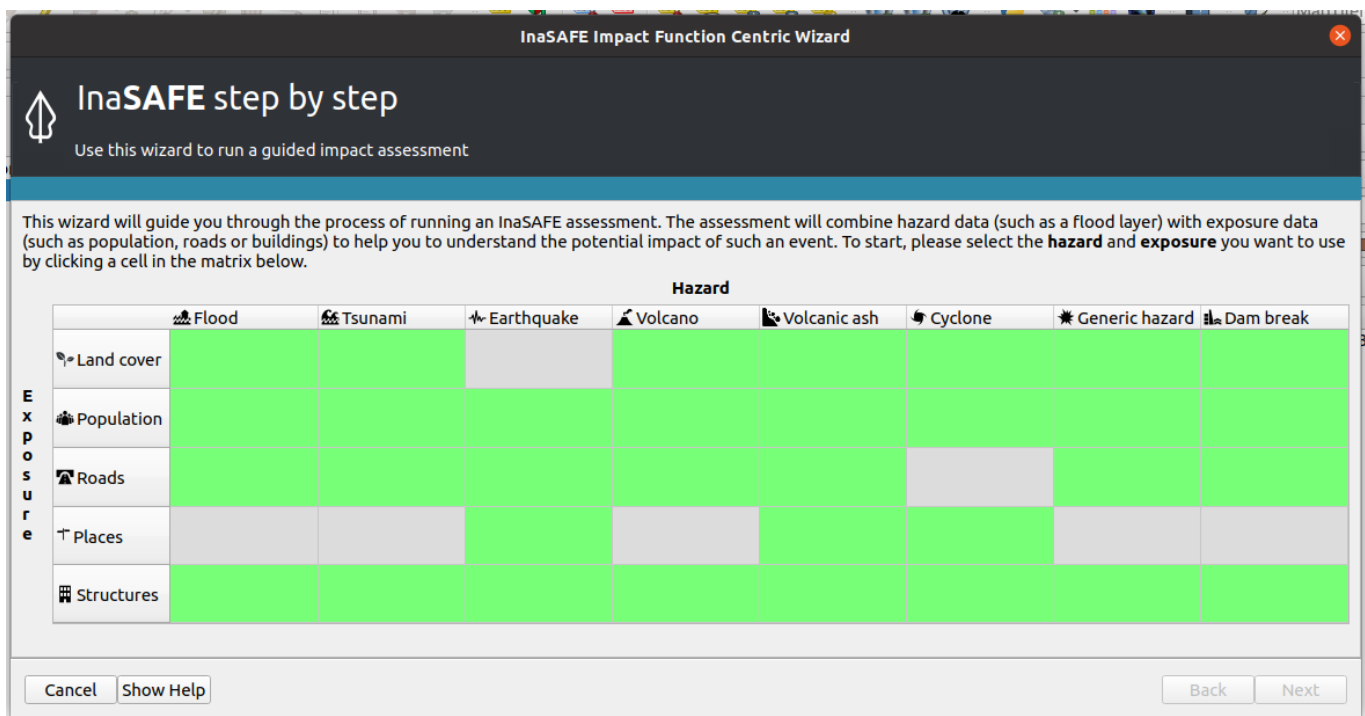 InaSAFE Impact Function Centric Wizard
InaSAFE step by step
Use this wizard to run a guided impact assessment
This wizard will guide you through the process of running an InaSAFE assessment. The assessment will combine hazard data (such as a flood layer) with exposure data
(such as population, roads or buildings) to help you to understand the potential impact of such an event. To start, please select the hazard and exposure you want to use
by clicking a cell in the matrix below.
Hazard
Flood Tsunami Earthquake Volcano Volcanic ash Cyclone Generic hazard Dam break
Exposure
Land cover
Population
Roads
Places
Structures
Cancel Show Help Back Next